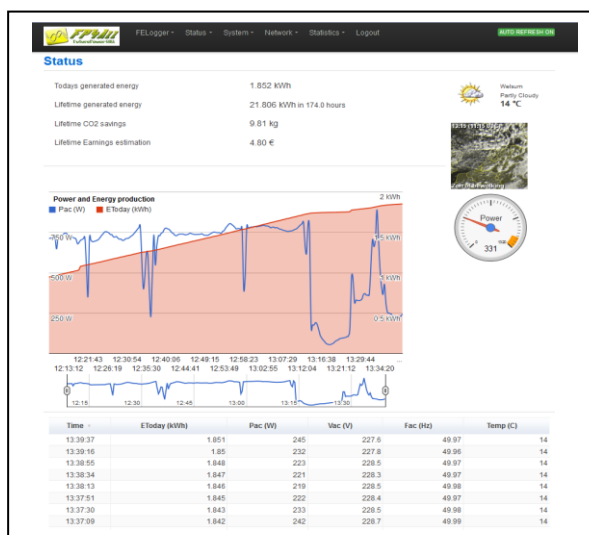 FELogger Status System Network Statistics Logout AUTO REFRESH ON
Status
Todays generated energy 1.852 kWh
Lifetime generated energy 21.806 kWh in 174.0 hours
Lifetime CO2 savings 9.81 kg
Lifetime Earnings estimation 4.80 €
Welsum
Partly Cloudy
14 °C
Power and Energy production
Pac (W) EToday (kWh)
2 kWh
750 W 1.5 kWh
500 W 1 kWh
250 W 0.5 kWh
Power
331
12:21:43 12:30:54 12:40:06 12:49:15 12:58:23 13:07:29 13:16:38 13:29:44
12:13:12 12:26:19 12:35:30 12:44:41 12:53:49 13:02:55 13:12:04 13:21:12 13:34:20
12:15 12:30 12:45 13:00 13:15 13:30
Time EToday (kWh) Pac (W) Vac (V) Fac (Hz) Temp (C)
13:39:37 1.851 245 227.6 49.97 14
13:39:16 1.85 232 227.8 49.96 14
13:38:55 1.848 223 228.5 49.97 14
13:38:34 1.847 221 228.3 49.97 14
13:38:13 1.846 219 228.5 49.98 14
13:37:51 1.845 222 228.4 49.97 14
13:37:30 1.843 233 228.5 49.98 14
13:37:09 1.842 242 228.7 49.99 14